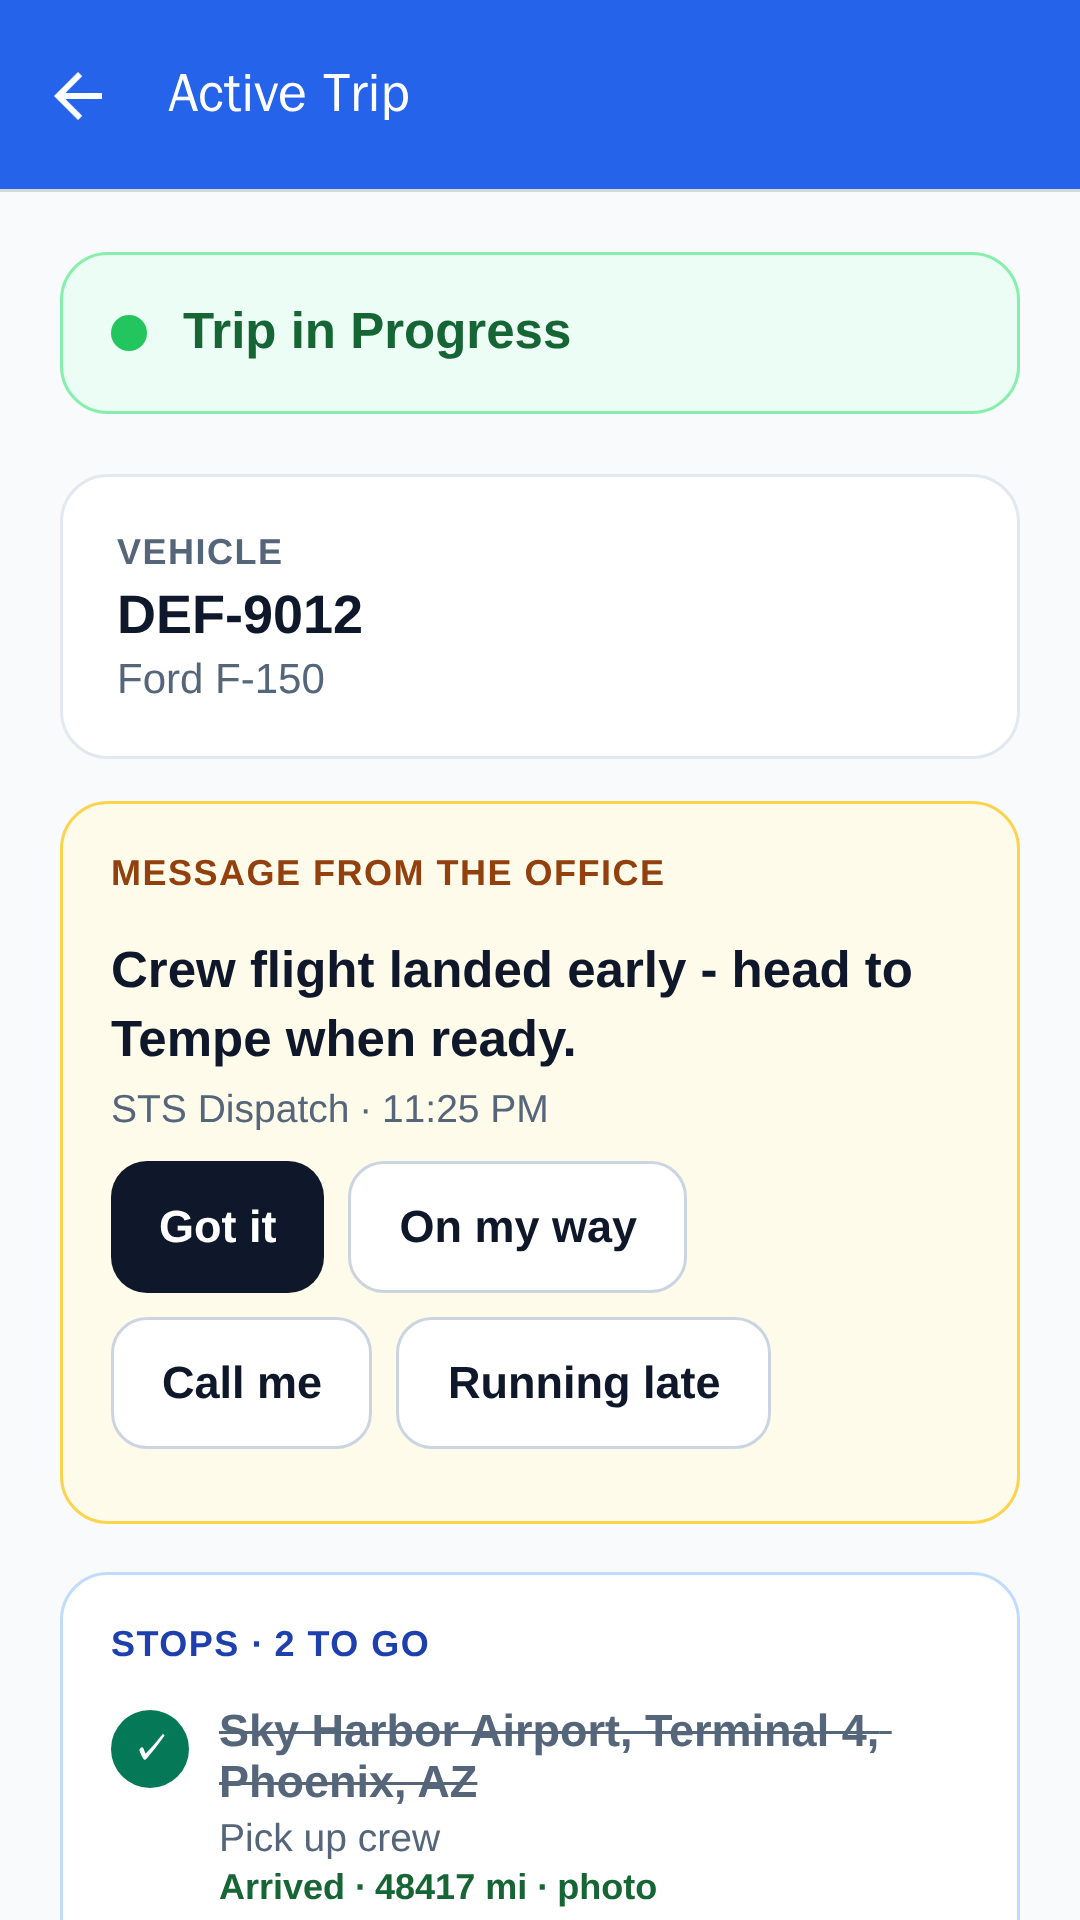 Active Trip
Trip in Progress
VEHICLE
DEF-9012
Ford F-150
MESSAGE FROM THE OFFICE
Crew flight landed early - head to
Tempe when ready.
STS Dispatch · 11:25 PM
Got it
On my way
Call me
Running late
STOPS · 2 TO GO
✓ Sky Harbor Airport, Terminal 4,
Phoenix, AZ
Pick up crew
Arrived · 48417 mi · photo